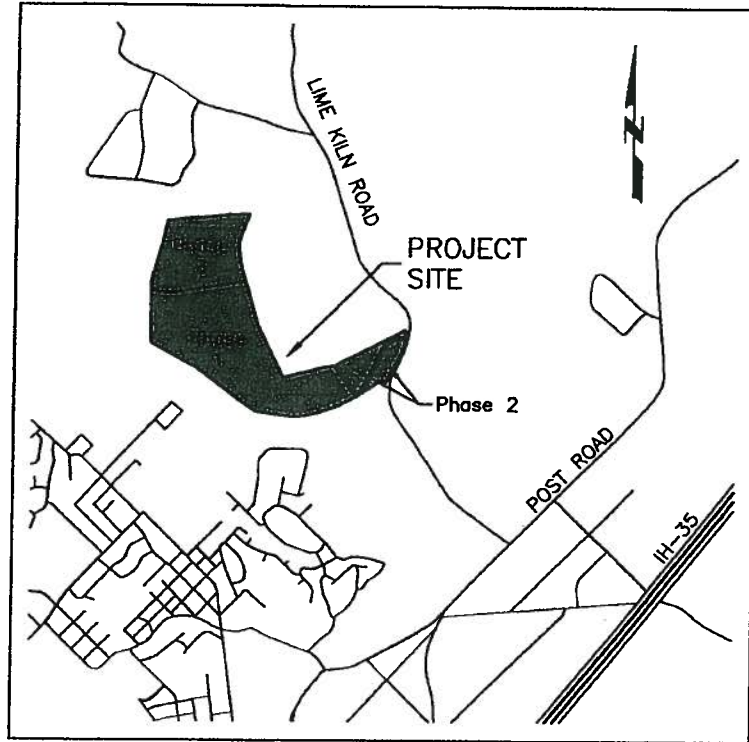 LIME KILN ROAD
N
PROJECT
SITE
Phase 2
POST ROAD
IH-35